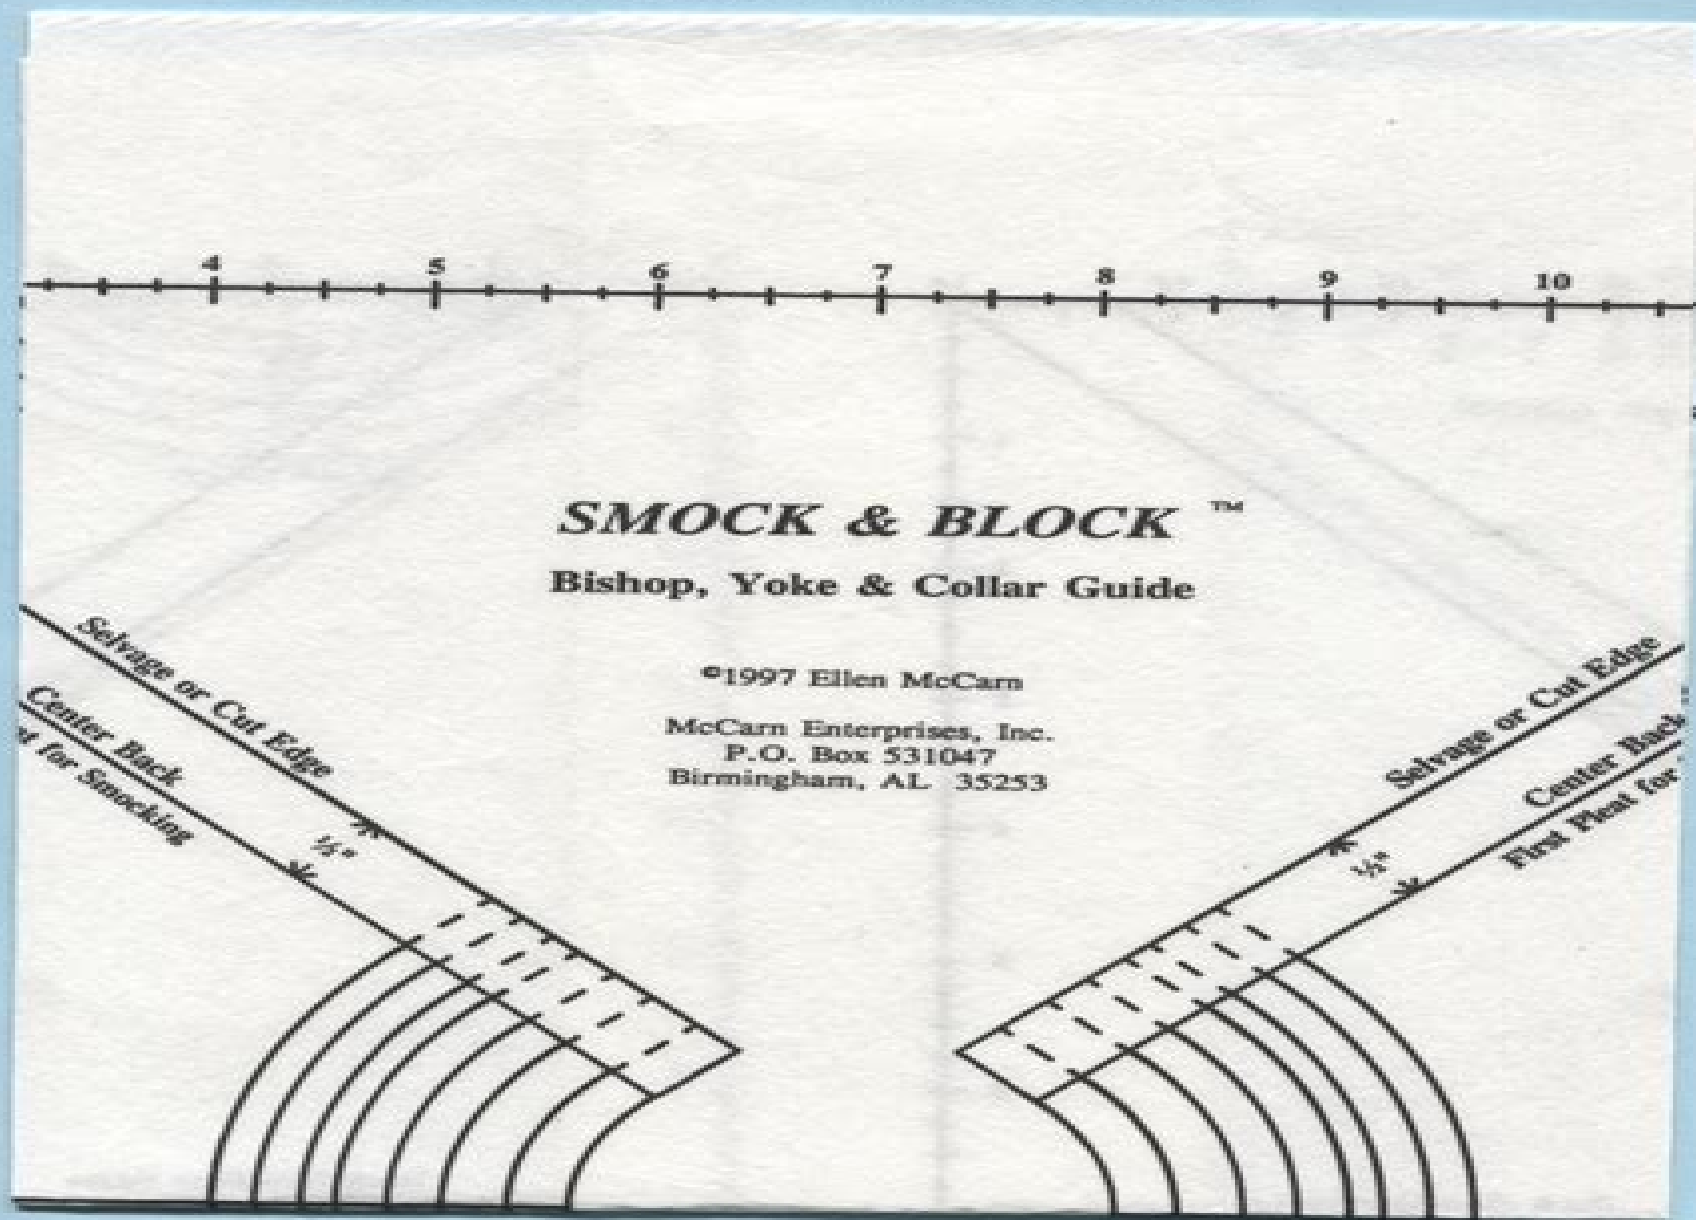 4 5 6 7 8 9 10
SMOCK & BLOCK ™
Bishop, Yoke & Collar Guide
©1997 Ellen McCarn
McCarn Enterprises, Inc.
P.O. Box 531047
Birmingham, AL 35253
Selvage or Cut Edge
Center Back
for Smocking
½"
Selvage or Cut Edge
Center Back
First Pleat for
½"